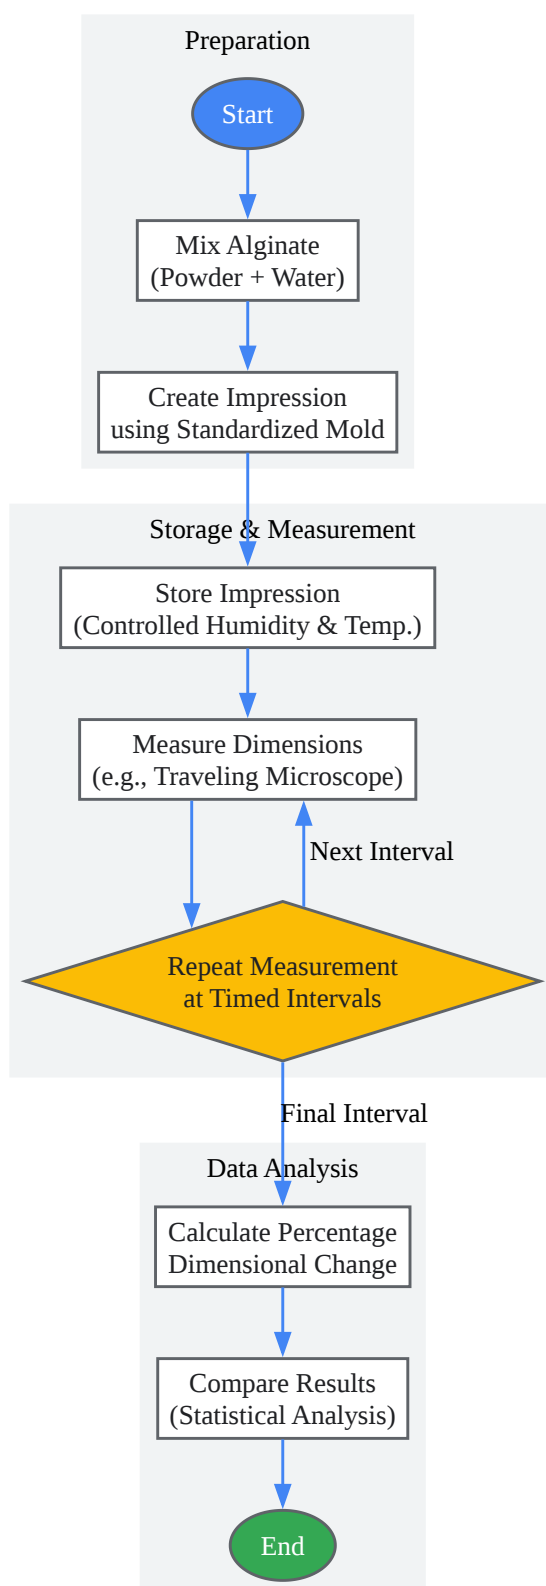 Preparation
Start
Mix Alginate
(Powder + Water)
Create Impression
using Standardized Mold
Storage & Measurement
Store Impression
(Controlled Humidity & Temp.)
Measure Dimensions
(e.g., Traveling Microscope)
Next Interval
Repeat Measurement
at Timed Intervals
Final Interval
Data Analysis
Calculate Percentage
Dimensional Change
Compare Results
(Statistical Analysis)
End